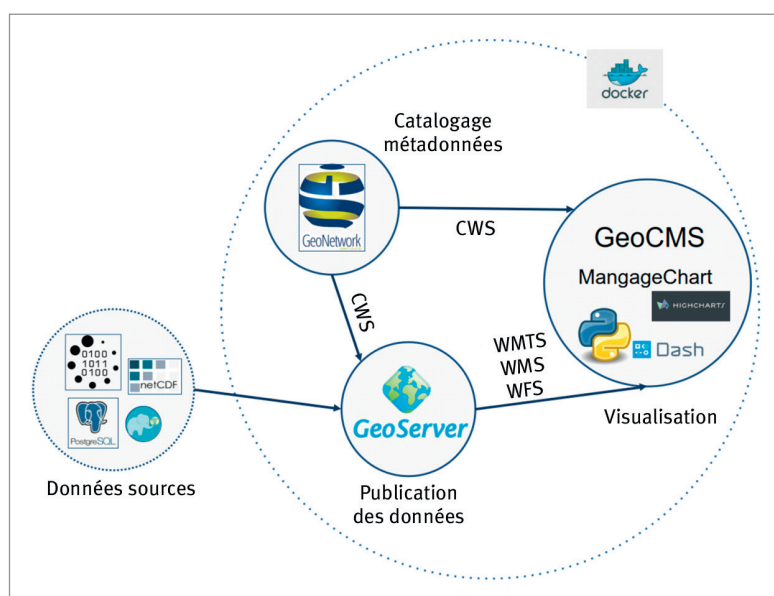 docker
Catalogage
métadonnées
GeoNetwork
CWS
GeoCMS
MangageChart
HIGHCHARTS
Dash
CWS
WMTS
WMS
WFS
Visualisation
0100
1011
0100
netCDF
PostgreSQL
GeoServer
Données sources
Publication
des données